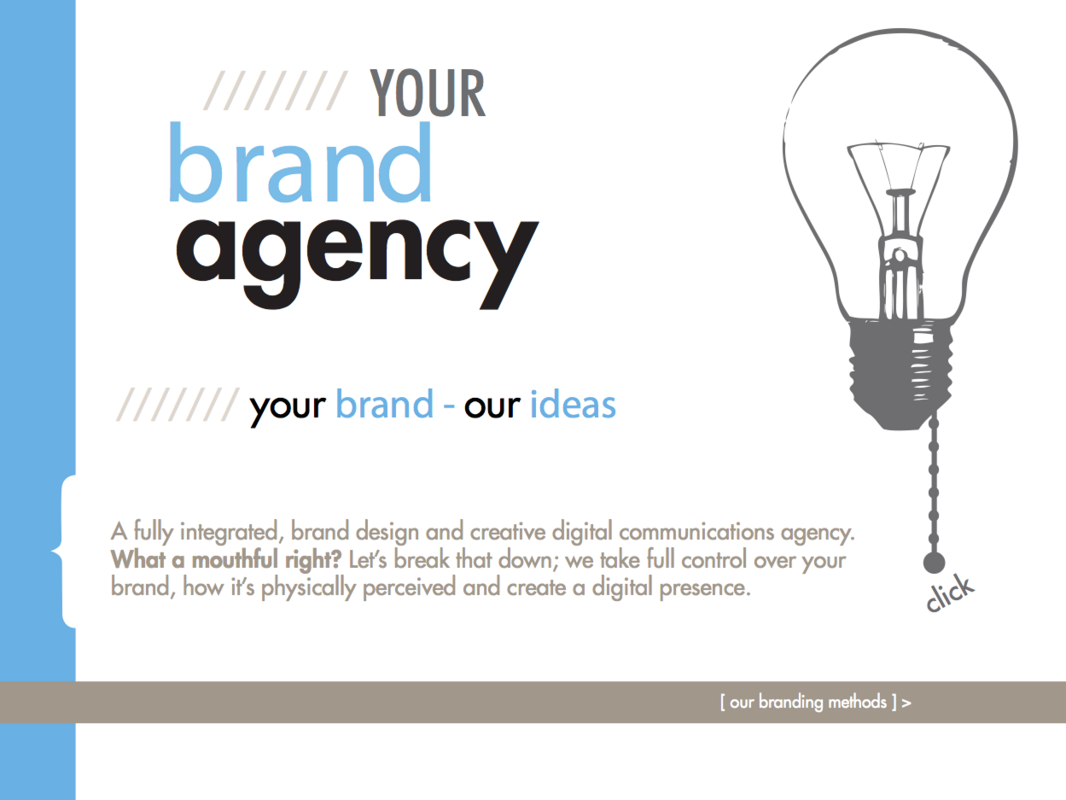 /////// YOUR
brand
agency
/////// your brand - our ideas
A fully integrated, brand design and creative digital communications agency.
What a mouthful right? Let's break that down; we take full control over your
brand, how it's physically perceived and create a digital presence.
click
[ our branding methods ] >